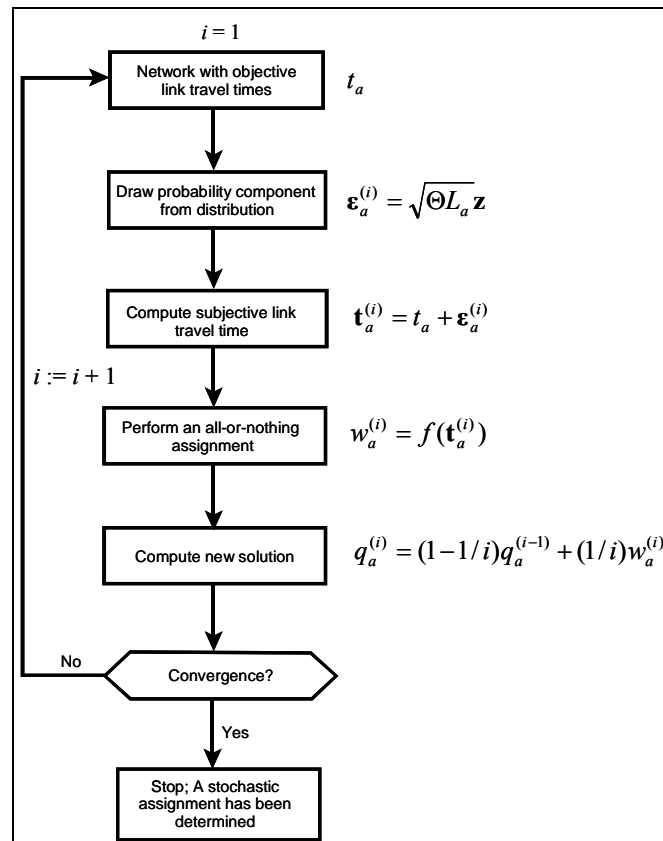 i = 1
Network with objective
link travel times
t_a
Draw probability component
from distribution
ε_a^(i) = √ΘL_a z
Compute subjective link
travel time
t_a^(i) = t_a + ε_a^(i)
i := i + 1
Perform an all-or-nothing
assignment
w_a^(i) = f(t_a^(i))
Compute new solution
q_a^(i) = (1−1/i)q_a^(i−1) + (1/i)w_a^(i)
No
Convergence?
Yes
Stop; A stochastic
assignment has been
determined